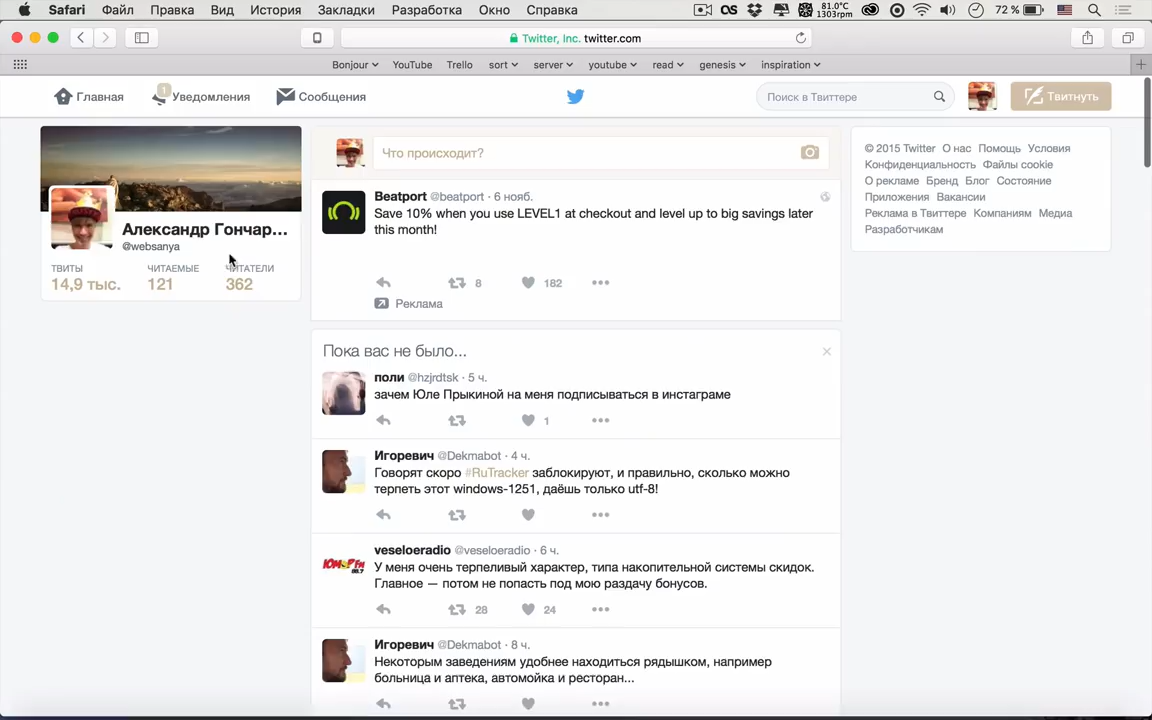 Safari Файл Правка Вид История Закладки Разработка Окно Справка
81.0°C
1303rpm
72 %
Twitter, Inc. twitter.com
Bonjour YouTube Trello sort server youtube read genesis inspiration
1
Главная Уведомления Сообщения
Поиск в Твиттере
Твитнуть
Александр Гончар...
@websanya
ТВИТЫ ЧИТАЕМЫЕ ЧИТАТЕЛИ
14,9 тыс. 121 362
Что происходит?
Beatport @beatport · 6 нояб.
Save 10% when you use LEVEL1 at checkout and level up to big savings later
this month!
8 182
Реклама
Пока вас не было...
поли @hzjrdtsk · 5 ч.
зачем Юле Прыкиной на меня подписываться в инстаграме
1
Игоревич @Dekmabot · 4 ч.
Говорят скоро #RuTracker заблокируют, и правильно, сколько можно
терпеть этот windows-1251, даёшь только utf-8!
veseloeradio @veseloeradio · 6 ч.
У меня очень терпеливый характер, типа накопительной системы скидок.
Главное — потом не попасть под мою раздачу бонусов.
28 24
Игоревич @Dekmabot · 8 ч.
Некоторым заведениям удобнее находиться рядышком, например
больница и аптека, автомойка и ресторан...
© 2015 Twitter О нас Помощь Условия
Конфиденциальность Файлы cookie
О рекламе Бренд Блог Состояние
Приложения Вакансии
Реклама в Твиттере Компаниям Медиа
Разработчикам